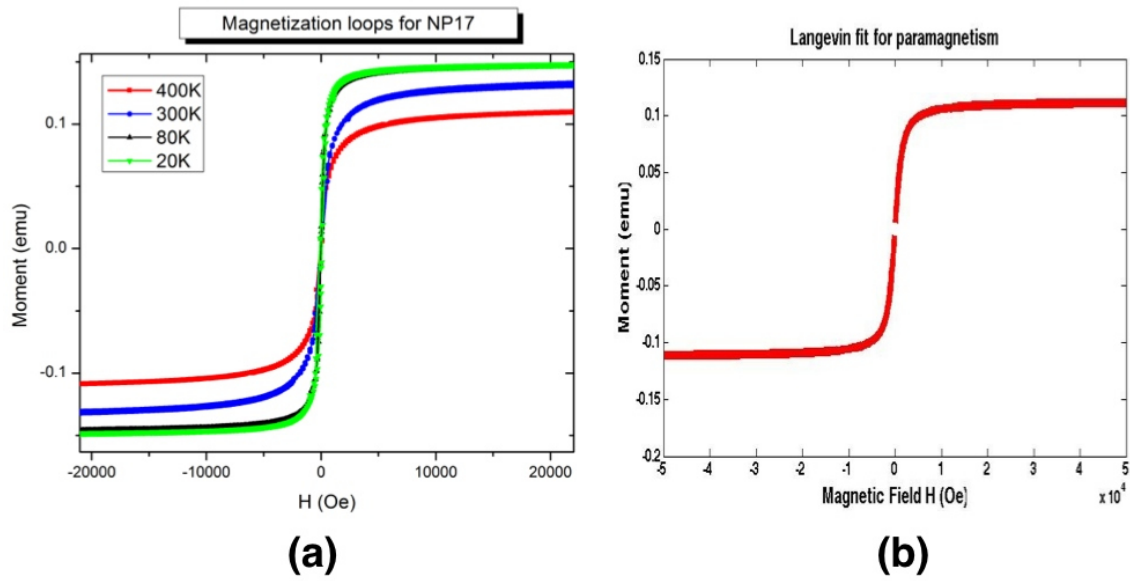 Magnetization loops for NP17
400K
300K
80K
20K
0.1
0.0
-0.1
Moment (emu)
-20000 -10000 0 10000 20000
H (Oe)
(a)
Langevin fit for paramagnetism
0.15
0.1
0.05
0
-0.05
-0.1
-0.15
-0.2
Moment (emu)
-5 -4 -3 -2 -1 0 1 2 3 4 5
Magnetic Field H (Oe)
x 10^4
(b)